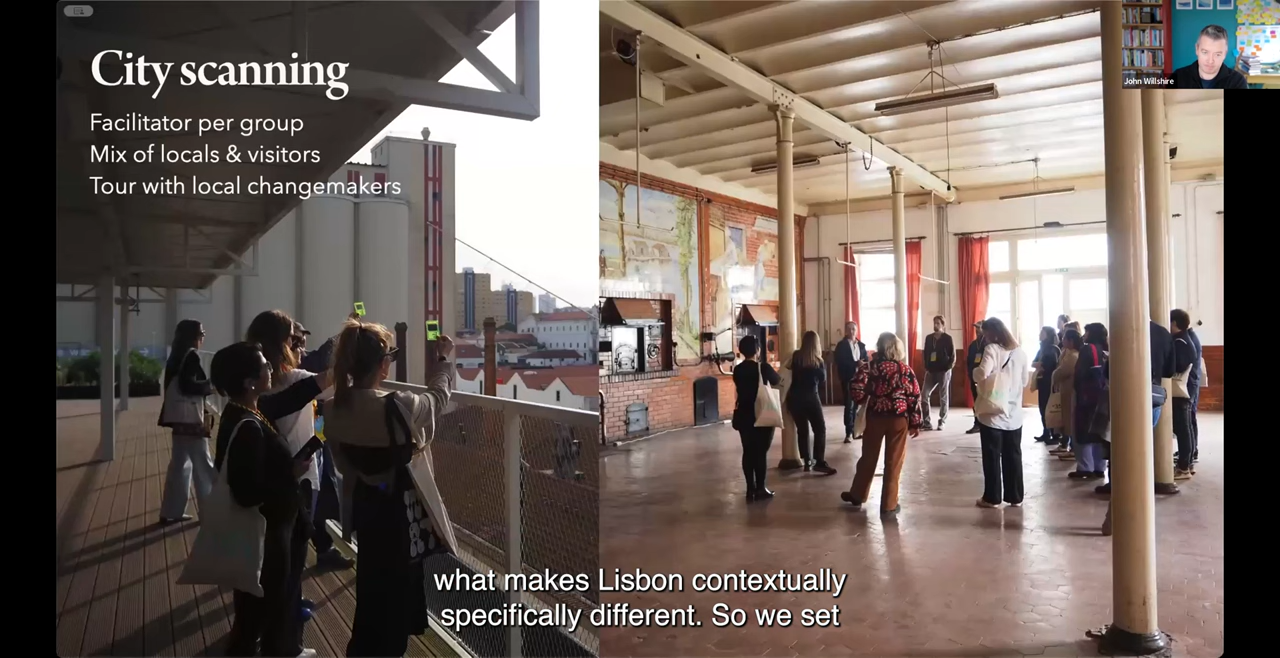 City scanning
Facilitator per group
Mix of locals & visitors
Tour with local changemakers
John Willshire
what makes Lisbon contextually
specifically different. So we set